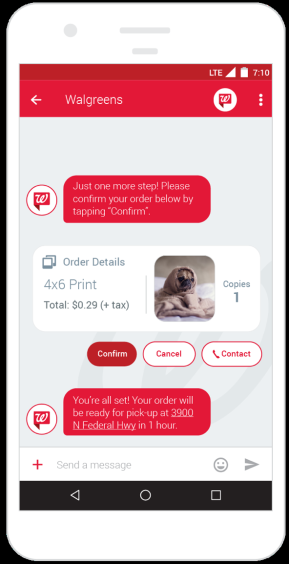 LTE 7:10
Walgreens
Just one more step! Please
confirm your order below by
tapping “Confirm”.
Order Details
4x6 Print
Total: $0.29 (+ tax)
Copies
1
Confirm Cancel Contact
You're all set! Your order will
be ready for pick-up at 3900
N Federal Hwy in 1 hour.
Send a message